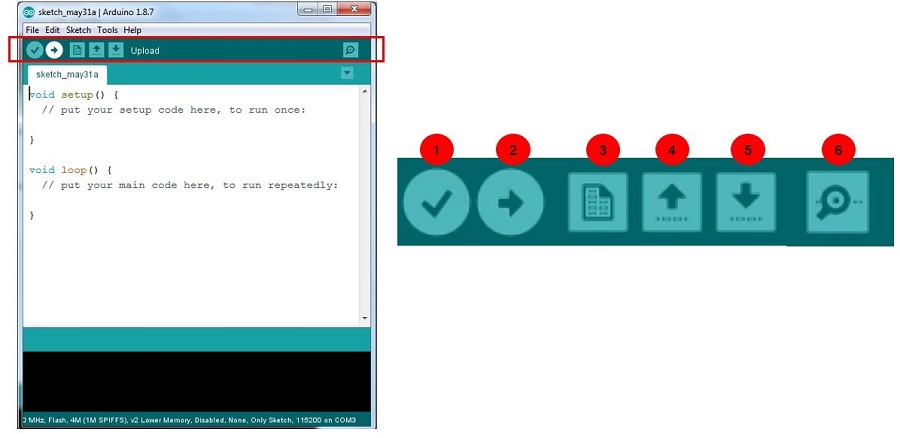 sketch_may31a | Arduino 1.8.7
File Edit Sketch Tools Help
Upload
sketch_may31a
void setup() {
// put your setup code here, to run once:
}
void loop() {
// put your main code here, to run repeatedly:
}
MHz, Flash, 4M (1M SPIFFS), v2 Lower Memory, Disabled, None, Only Sketch, 115200 on COM3
1 2 3 4 5 6